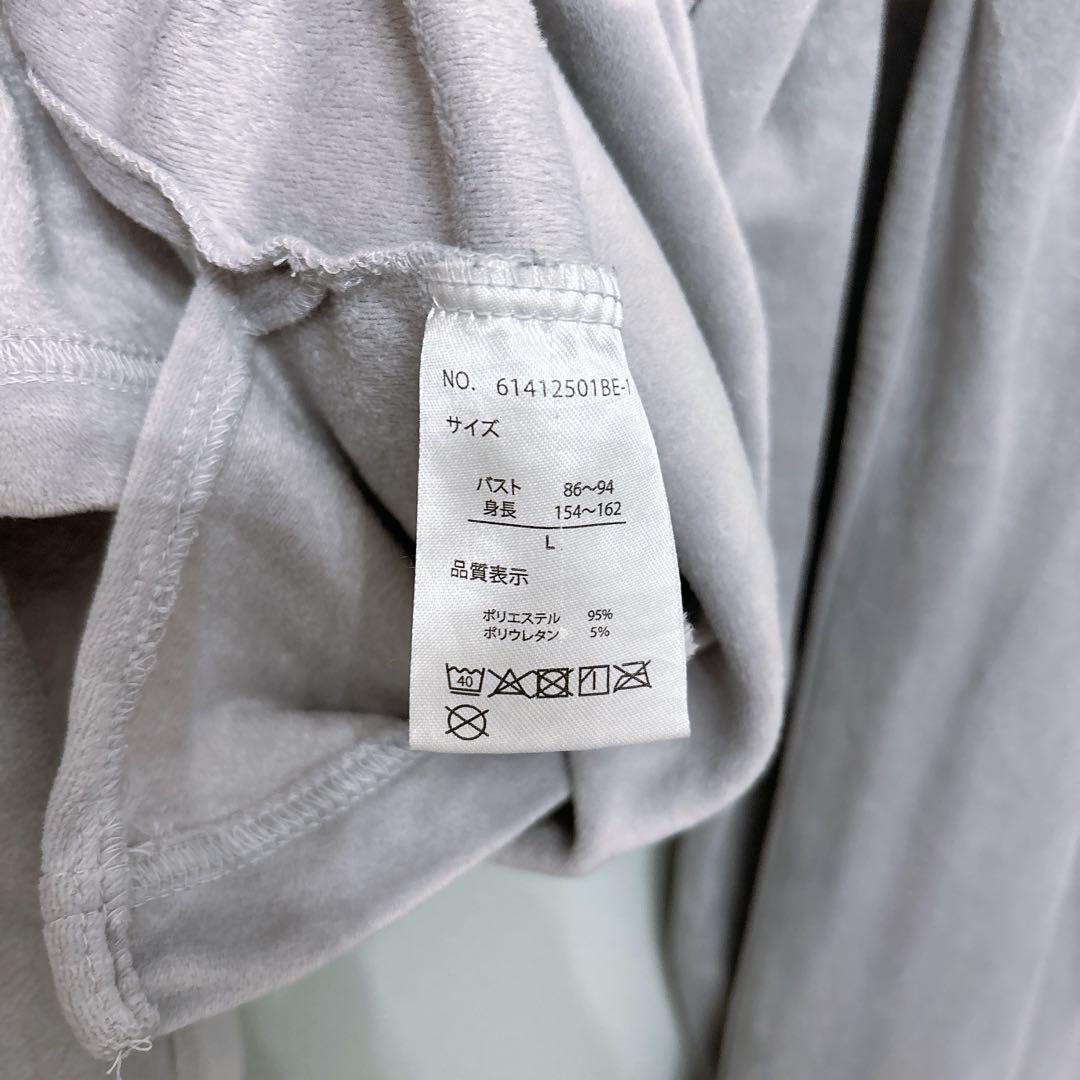 NO. 61412501BE-1
サイズ
バスト 86～94
身長 154～162
L
品質表示
ポリエステル 95%
ポリウレタン 5%
40